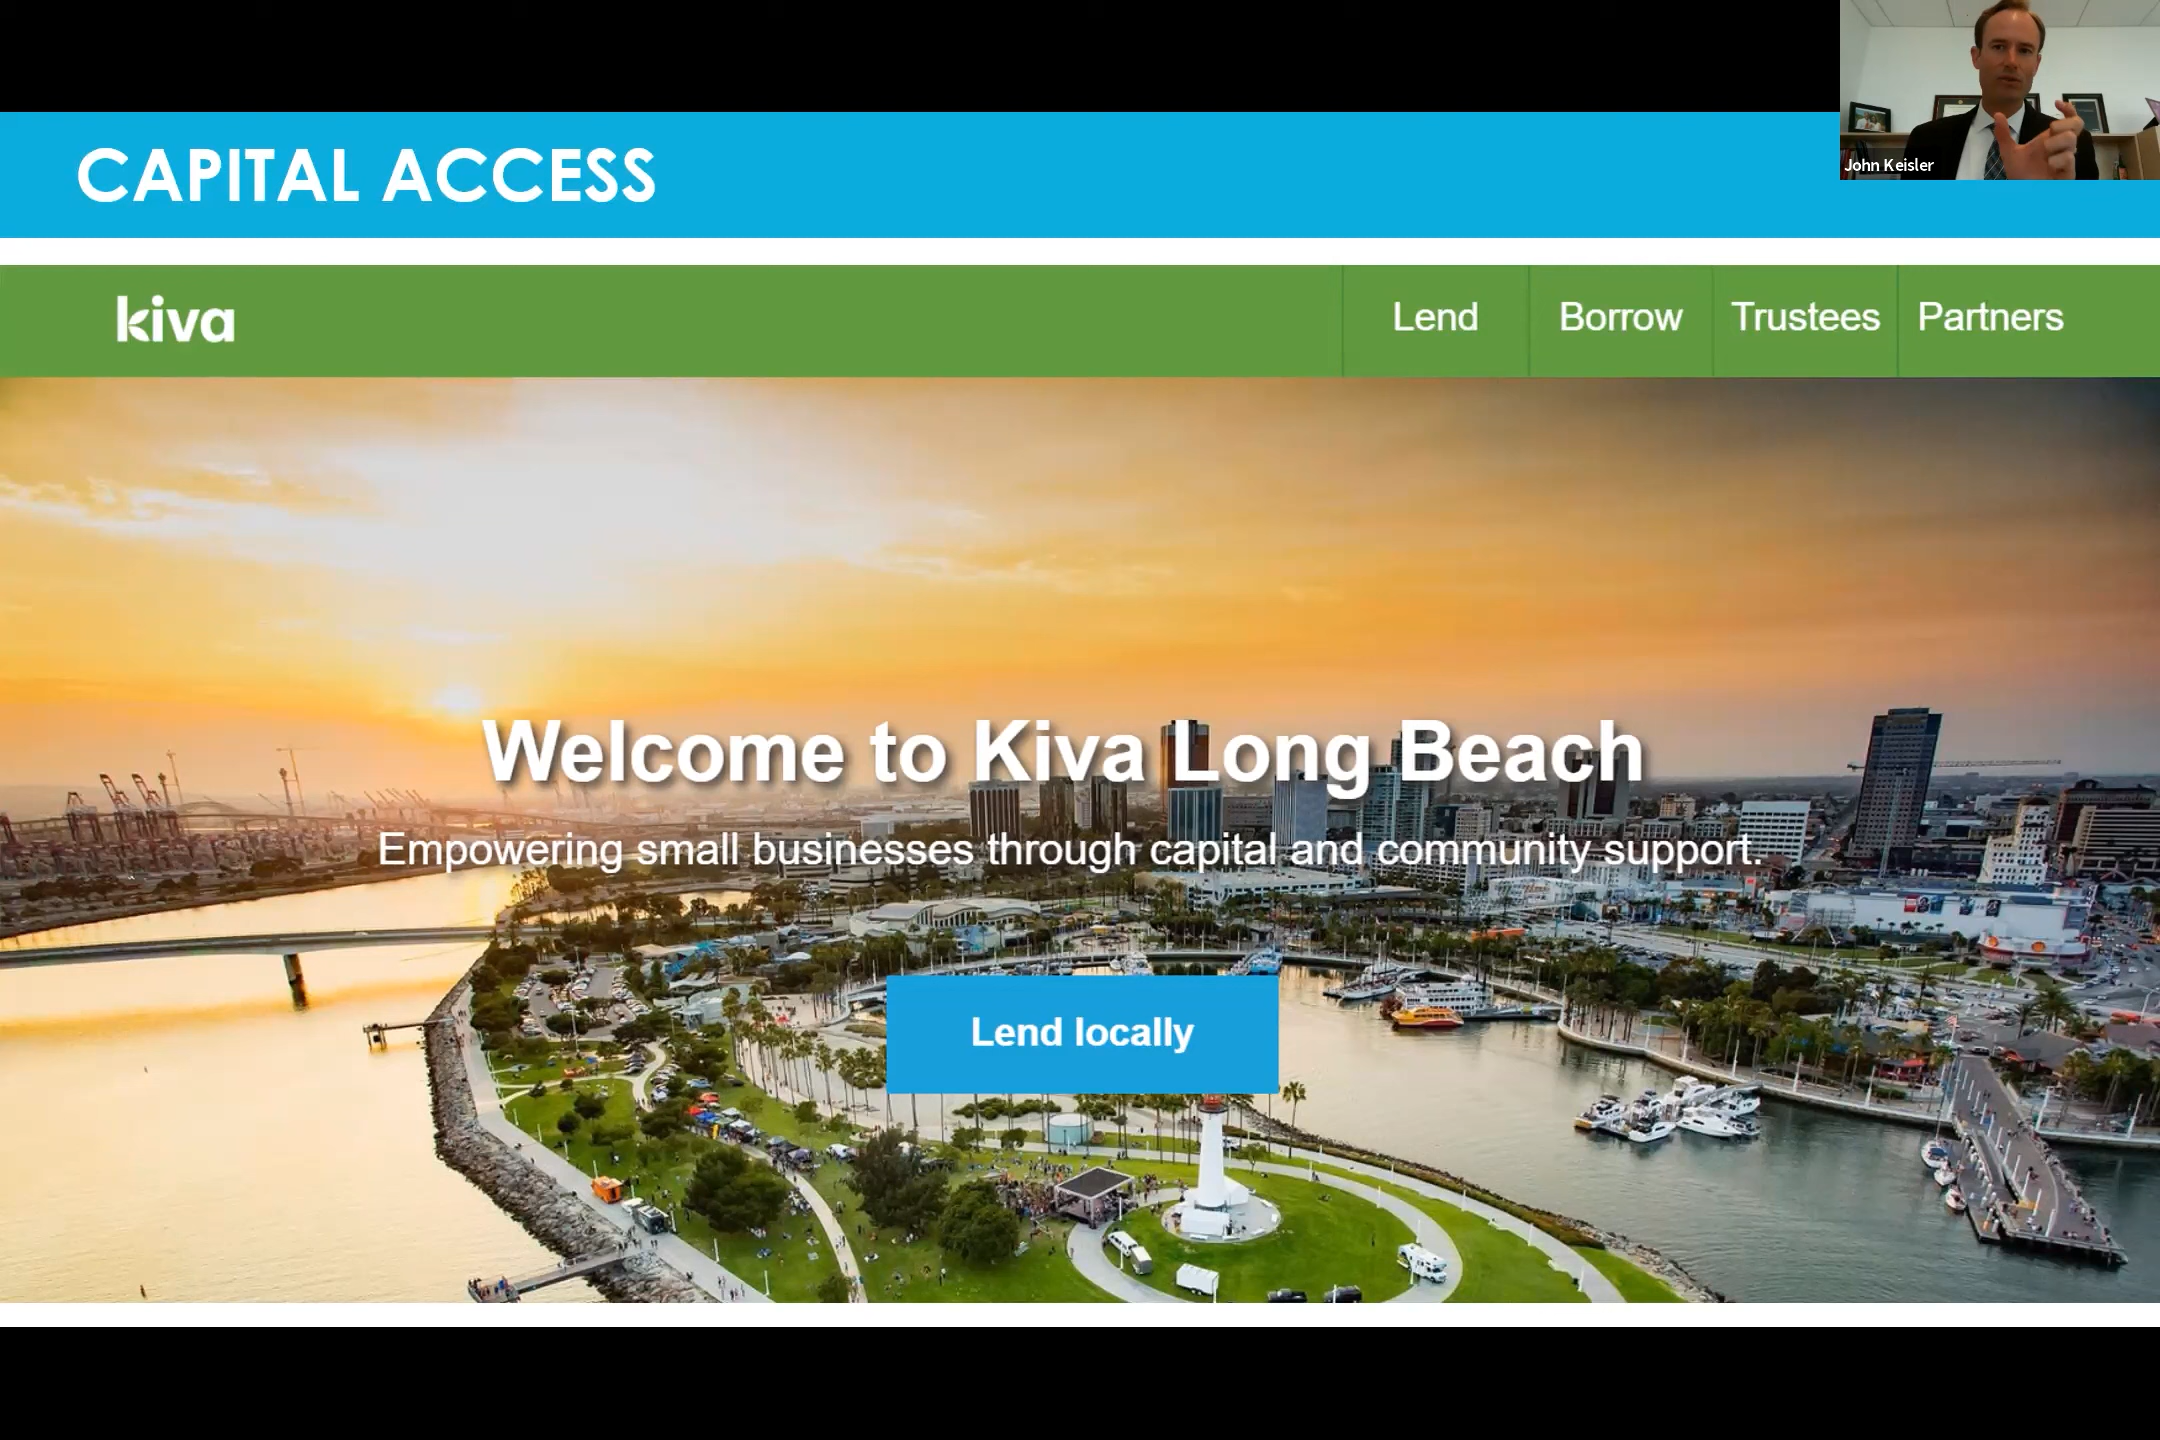 CAPITAL ACCESS
John Keisler
kiva
Lend
Borrow
Trustees
Partners
Welcome to Kiva Long Beach
Empowering small businesses through capital and community support.
Lend locally